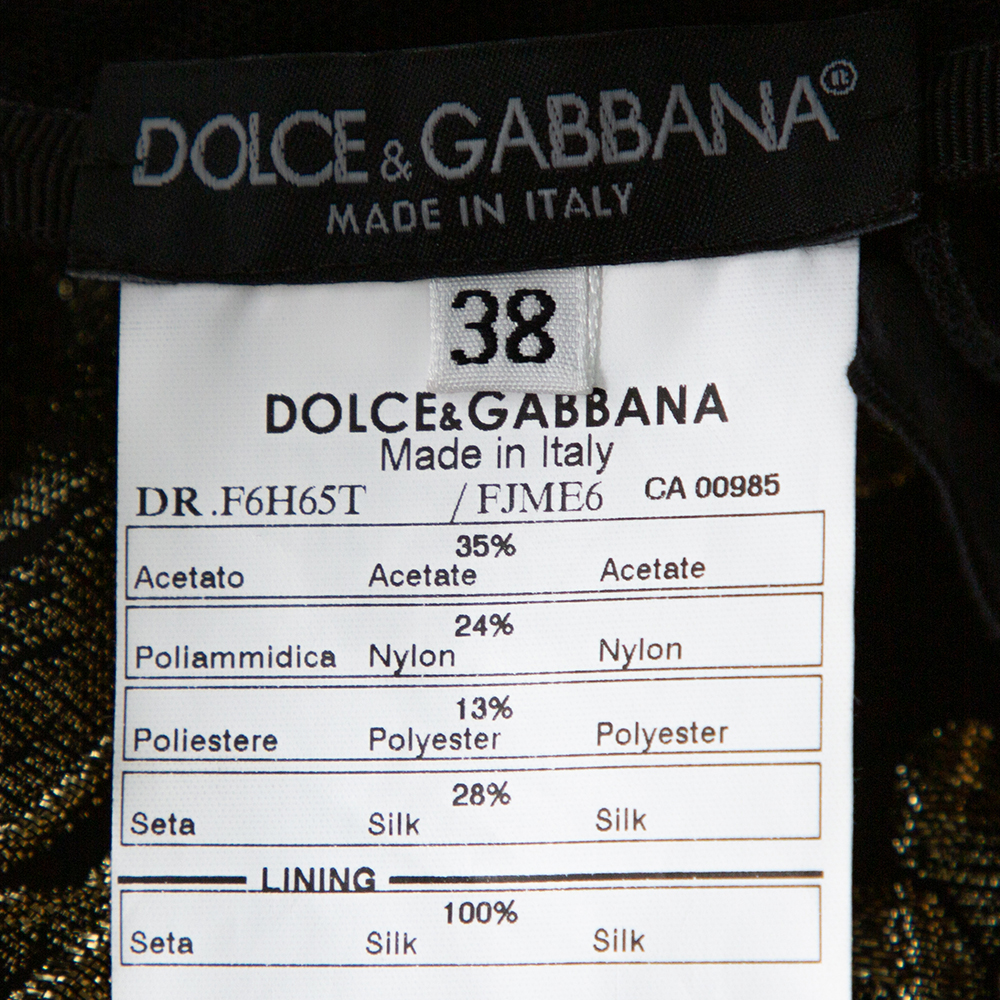 DOLCE & GABBANA®
MADE IN ITALY
38
DOLCE&GABBANA
Made in Italy
DR.F6H65T / FJME6 CA 00985
35%
Acetato Acetate Acetate
24%
Poliammidica Nylon Nylon
13%
Poliestere Polyester Polyester
28%
Seta Silk Silk
LINING
100%
Seta Silk Silk